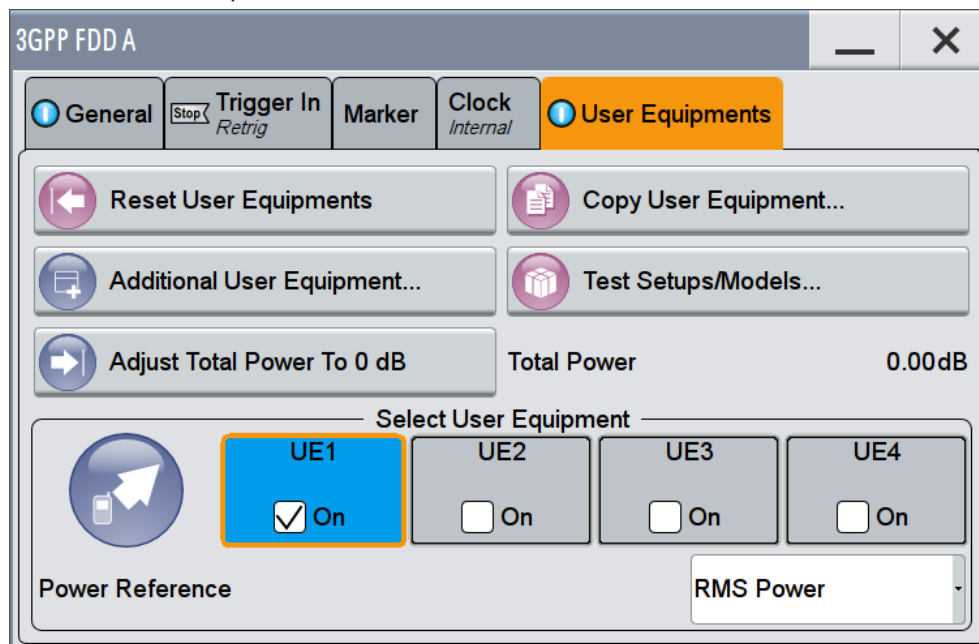 3GPP FDD A
General
Stop
Trigger In
Retrig
Marker
Clock
Internal
User Equipments
Reset User Equipments
Copy User Equipment...
Additional User Equipment...
Test Setups/Models...
Adjust Total Power To 0 dB
Total Power 0.00dB
Select User Equipment
UE1 UE2 UE3 UE4
On On On On
Power Reference RMS Power